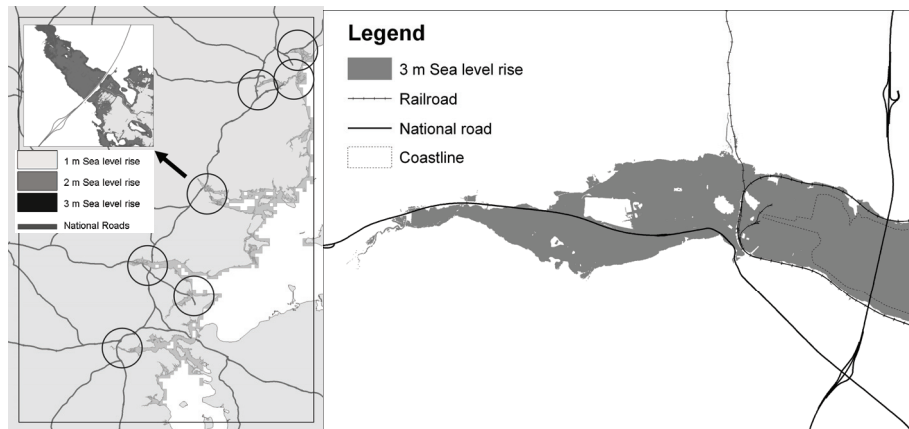 1 m Sea level rise
2 m Sea level rise
3 m Sea level rise
National Roads
Legend
3 m Sea level rise
Railroad
National road
Coastline